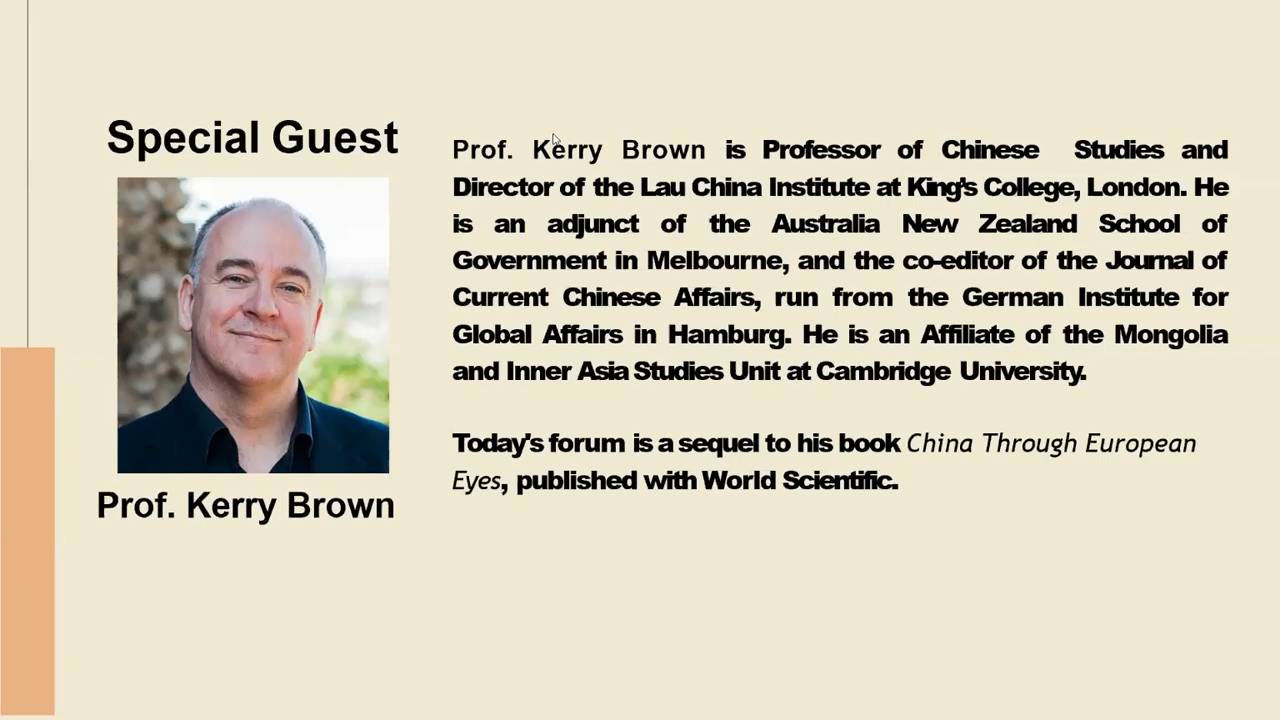 Special Guest
Prof. Kerry Brown
Prof. Kerry Brown is Professor of Chinese Studies and
Director of the Lau China Institute at King's College, London. He
is an adjunct of the Australia New Zealand School of
Government in Melbourne, and the co-editor of the Journal of
Current Chinese Affairs, run from the German Institute for
Global Affairs in Hamburg. He is an Affiliate of the Mongolia
and Inner Asia Studies Unit at Cambridge University.
Today's forum is a sequel to his book China Through European
Eyes, published with World Scientific.